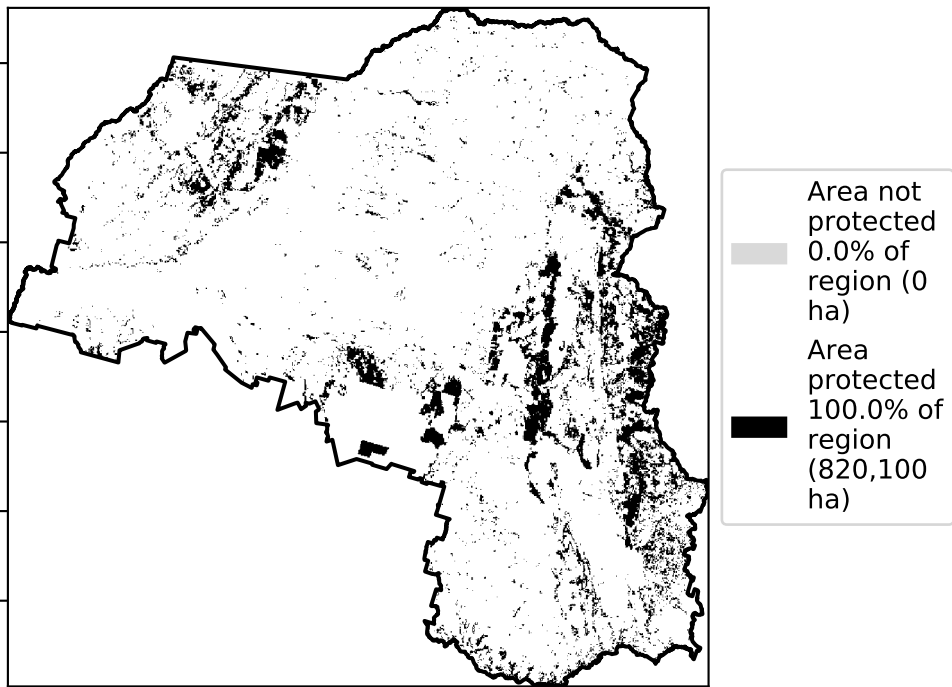 Area not
protected
0.0% of
region (0
ha)
Area
protected
100.0% of
region
(820,100
ha)